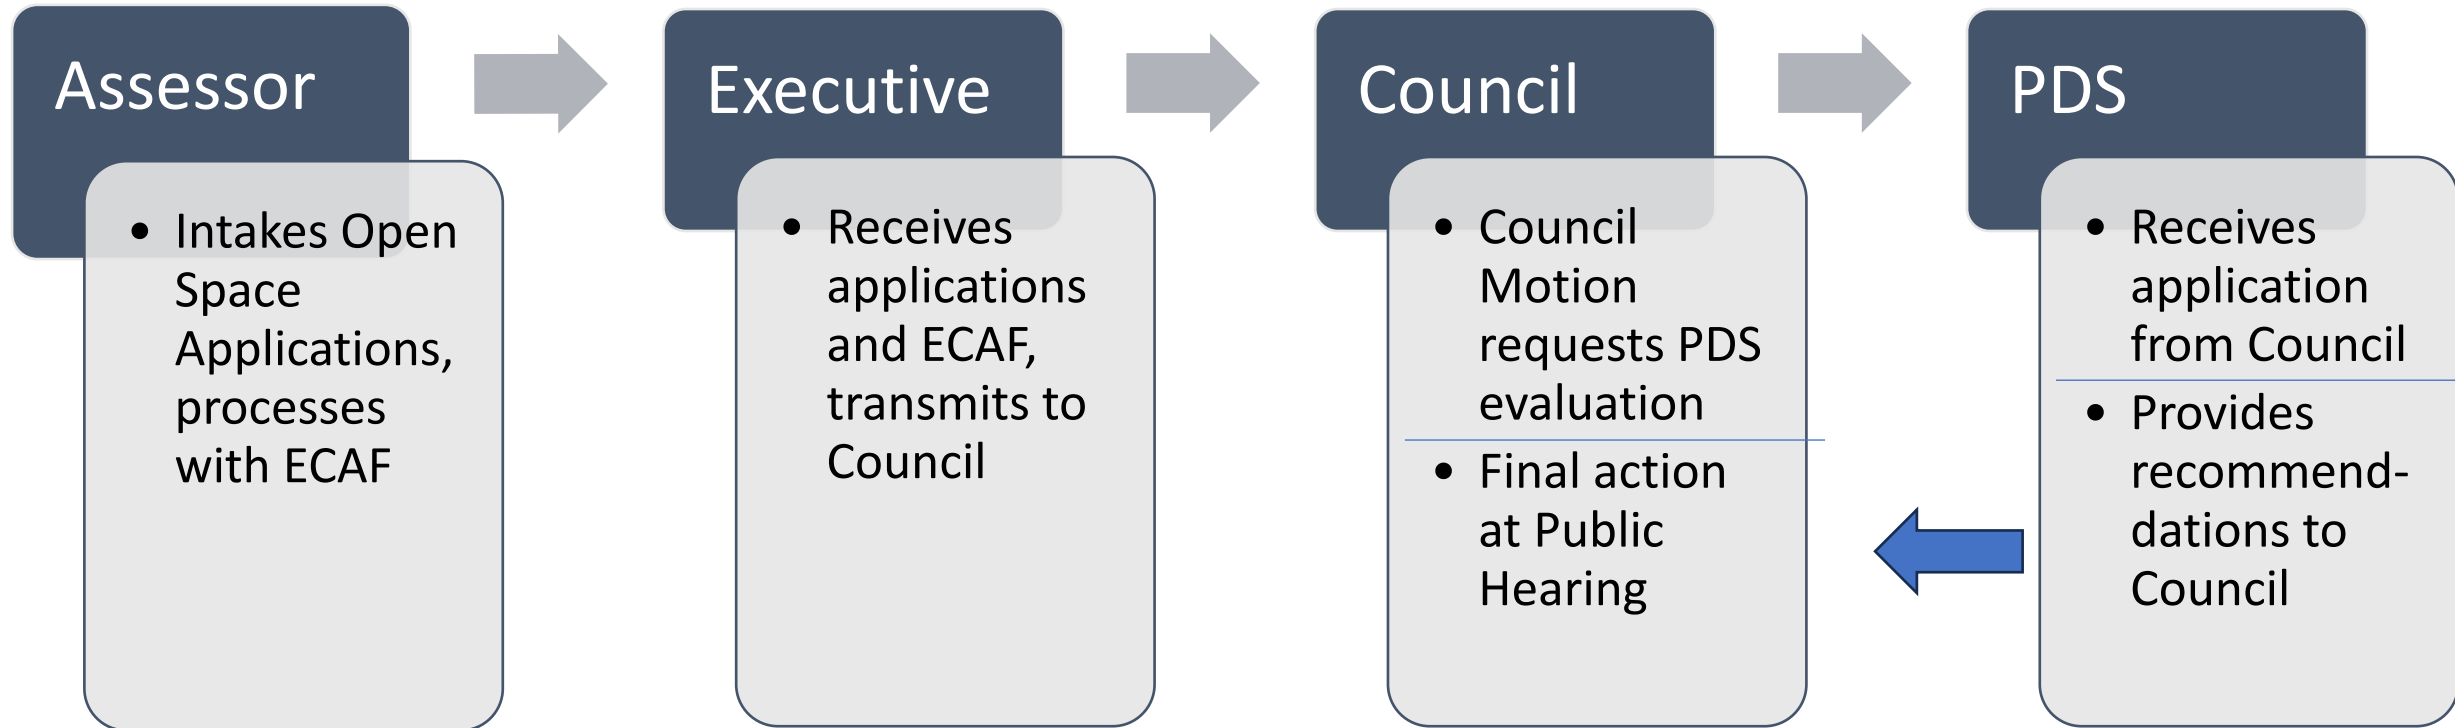 Assessor
• Intakes Open
Space
Applications,
processes
with ECAF
Executive
• Receives
applications
and ECAF,
transmits to
Council
Council
• Council
Motion
requests PDS
evaluation
• Final action
at Public
Hearing
PDS
• Receives
application
from Council
• Provides
recommend-
dations to
Council